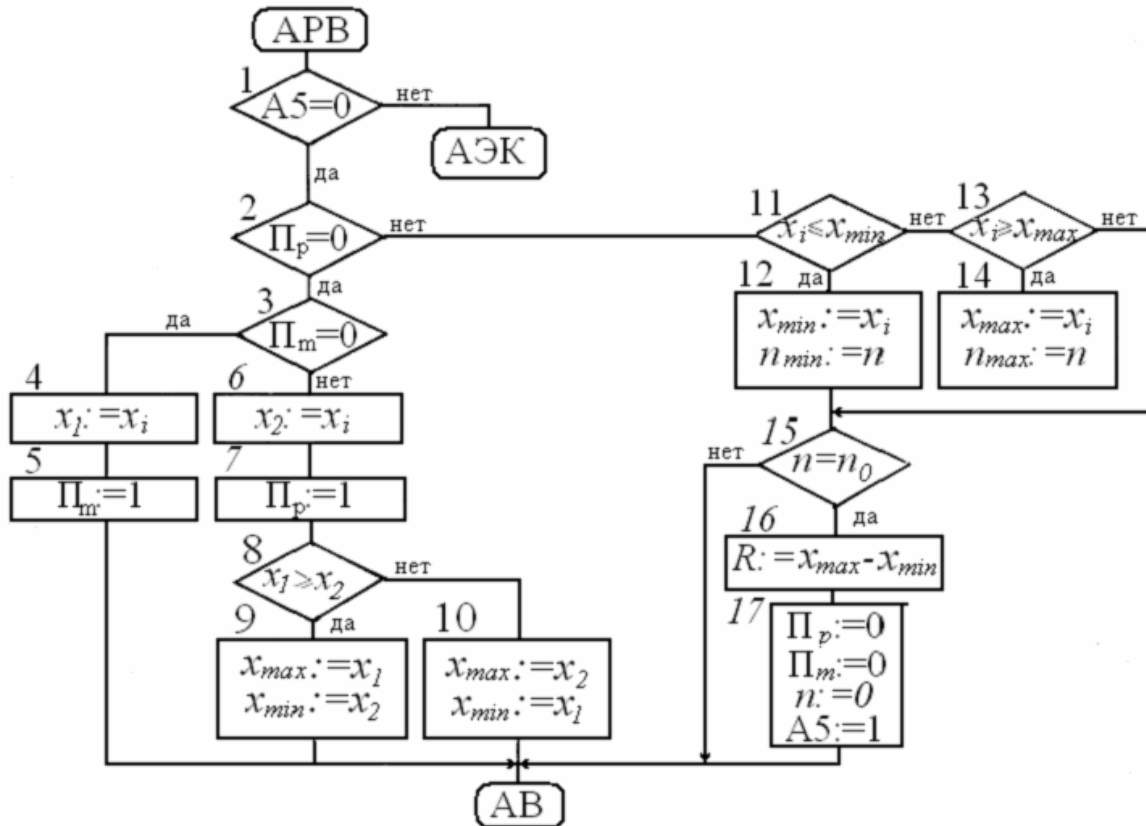 АРВ
1
А5=0
нет
АЭК
да
2
Пр=0
нет
11
xi≤xmin
нет
13
xi≥xmax
нет
да
3
Пm=0
да
нет
12
да
xmin:=xi
nmin:=n
14
да
xmax:=xi
nmax:=n
4
x1:=xi
6
x2:=xi
5
Пm:=1
7
Пр:=1
15
n=n0
нет
да
8
x1≥x2
нет
да
16
R:=xmax-xmin
9
xmax:=x1
xmin:=x2
10
xmax:=x2
xmin:=x1
17
Пр:=0
Пm:=0
n:=0
А5:=1
АВ